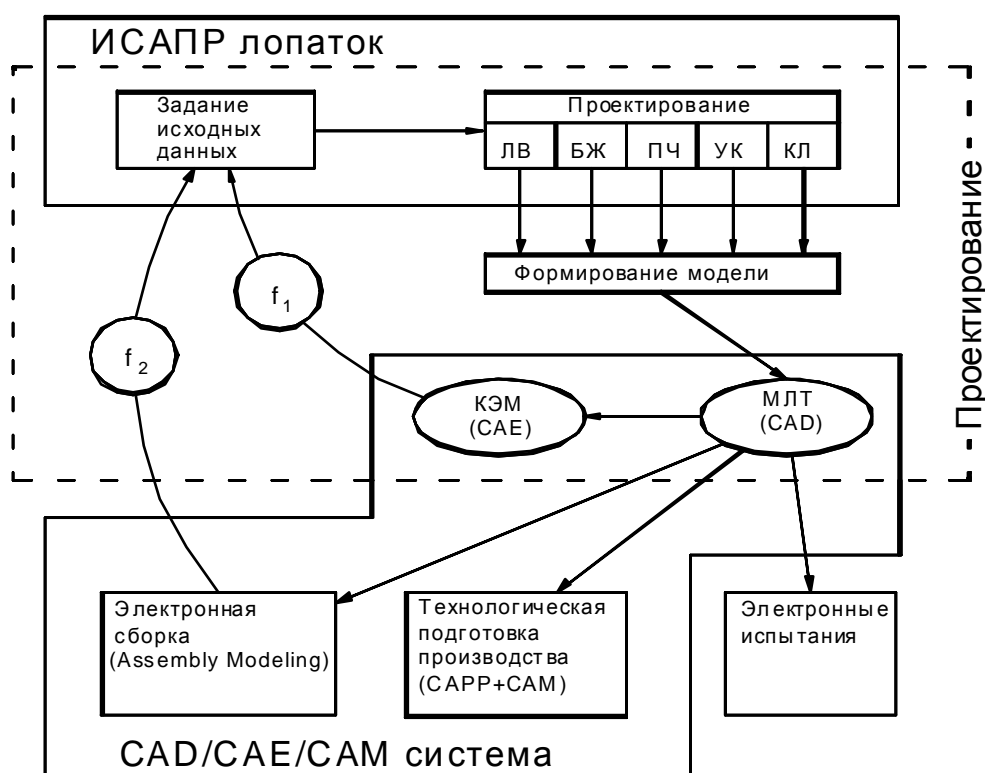 ИСАПР лопаток
Задание
исходных
данных
Проектирование
ЛВ БЖ ПЧ УК КЛ
Формирование модели
Проектирование
f1
f2
КЭМ
(CAE)
МЛТ
(CAD)
Электронная
сборка
(Assembly Modeling)
Технологическая
подготовка
производства
(CAPP+CAM)
Электронные
испытания
CAD/CAE/CAM система